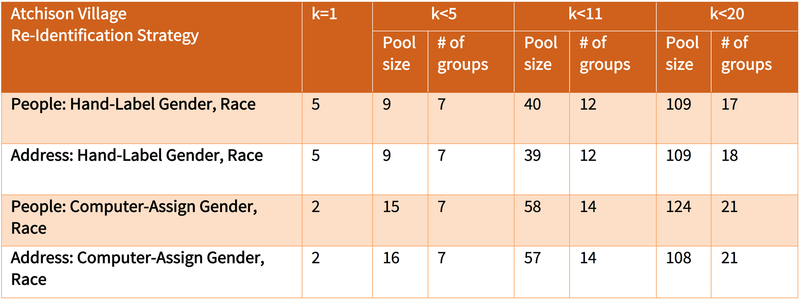 Atchison Village k=1 k<5 k<11 k<20
Re-Identification Strategy
Pool size # of groups Pool size # of groups Pool size # of groups
People: Hand-Label Gender, Race 5 9 7 40 12 109 17
Address: Hand-Label Gender, Race 5 9 7 39 12 109 18
People: Computer-Assign Gender, 2 15 7 58 14 124 21
Race
Address: Computer-Assign Gender, 2 16 7 57 14 108 21
Race